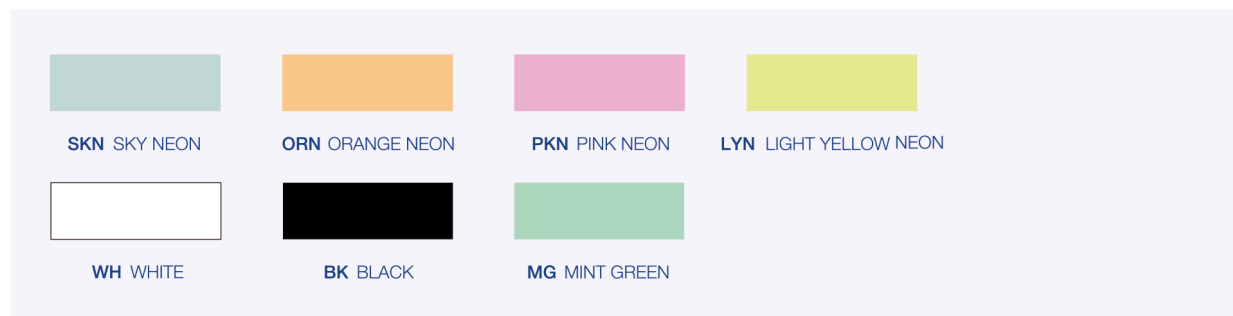 SKN SKY NEON
ORN ORANGE NEON
PKN PINK NEON
LYN LIGHT YELLOW NEON
WH WHITE
BK BLACK
MG MINT GREEN